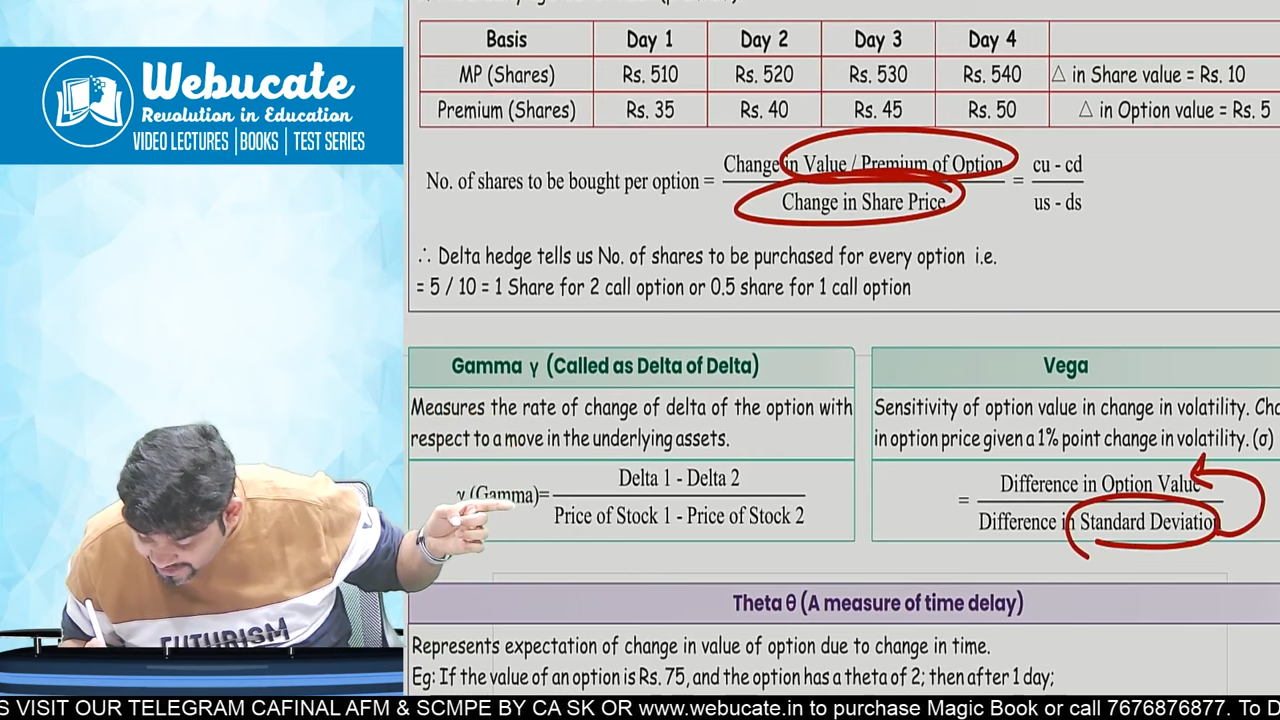 Webucate
Revolution in Education
VIDEO LECTURES | BOOKS | TEST SERIES
Basis Day 1 Day 2 Day 3 Day 4
MP (Shares) Rs. 510 Rs. 520 Rs. 530 Rs. 540 △ in Share value = Rs. 10
Premium (Shares) Rs. 35 Rs. 40 Rs. 45 Rs. 50 △ in Option value = Rs. 5
No. of shares to be bought per option = Change in Value / Premium of Option / Change in Share Price = cu - cd / us - ds
∴ Delta hedge tells us No. of shares to be purchased for every option i.e.
= 5 / 10 = 1 Share for 2 call option or 0.5 share for 1 call option
Gamma γ (Called as Delta of Delta)
Measures the rate of change of delta of the option with
respect to a move in the underlying assets.
γ (Gamma)= Delta 1 - Delta 2 / Price of Stock 1 - Price of Stock 2
Vega
Sensitivity of option value in change in volatility.
in option price given a 1% point change in volatility. (σ)
= Difference in Option Value / Difference in Standard Deviation
Theta θ (A measure of time delay)
Represents expectation of change in value of option due to change in time.
Eg: If the value of an option is Rs. 75, and the option has a theta of 2; then after 1 day;
FUTURISM
S VISIT OUR TELEGRAM CAFINAL AFM & SCMPE BY CA SK OR www.webucate.in to purchase Magic Book or call 7676876877. To D